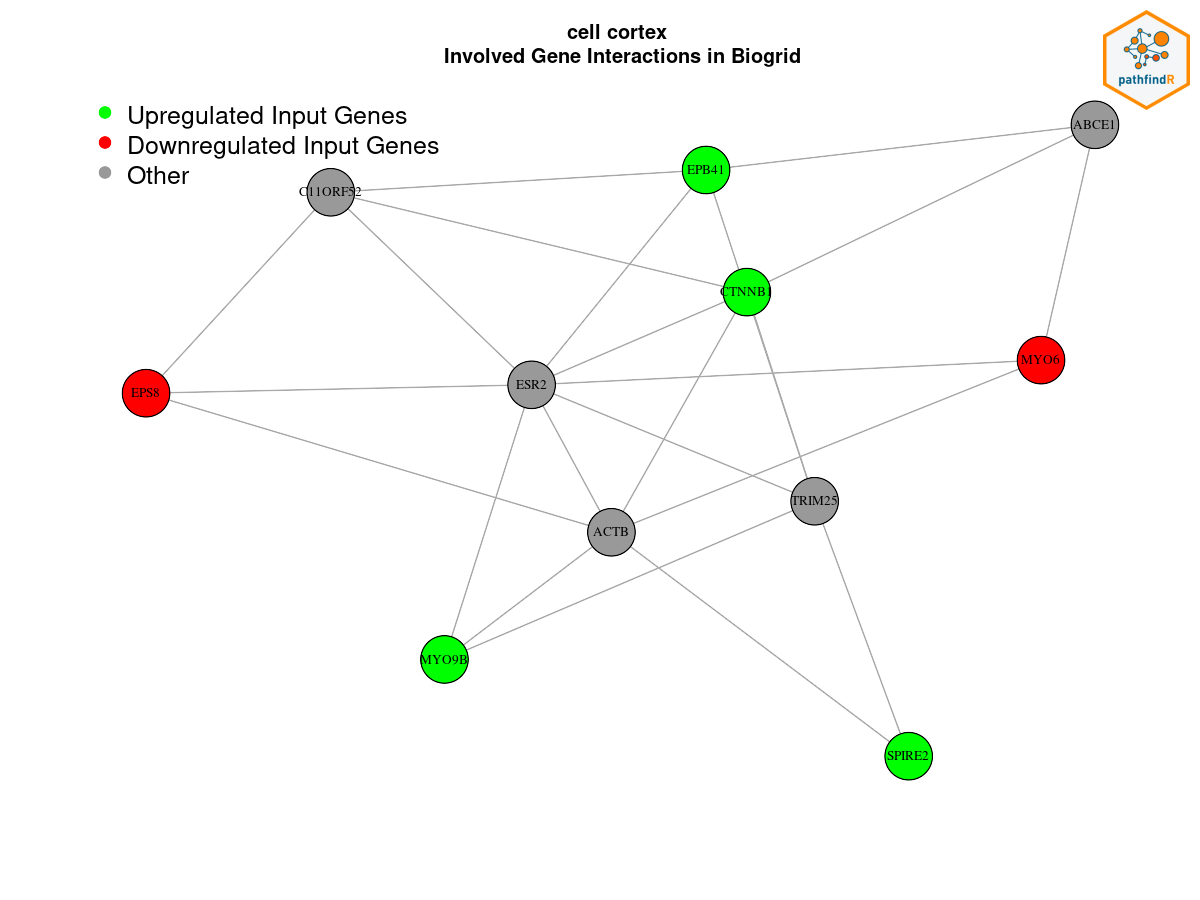 cell cortex
Involved Gene Interactions in Biogrid
pathfindR
Upregulated Input Genes
Downregulated Input Genes
Other
ABCE1
EPB41
C11ORF52
CTNNB1
MYO6
ESR2
EPS8
TRIM25
ACTB
MYO9B
SPIRE2